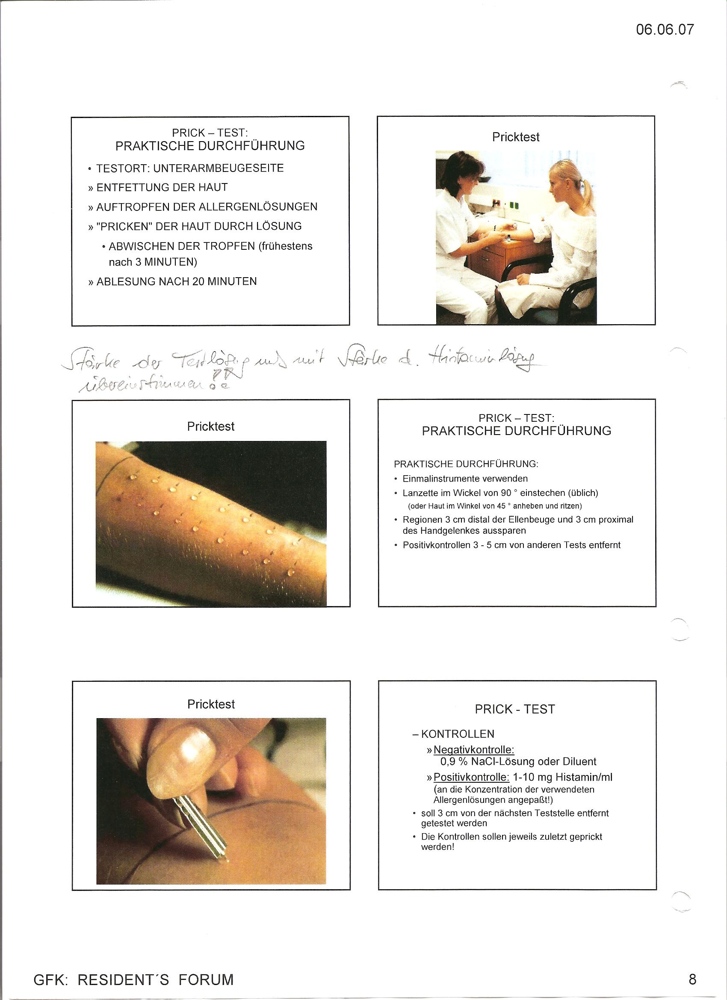 06.06.07
PRICK – TEST:
PRAKTISCHE DURCHFÜHRUNG
• TESTORT: UNTERARMBEUGESEITE
» ENTFETTUNG DER HAUT
» AUFTROPFEN DER ALLERGENLÖSUNGEN
» "PRICKEN" DER HAUT DURCH LÖSUNG
• ABWISCHEN DER TROPFEN (frühestens
nach 3 MINUTEN)
» ABLESUNG NACH 20 MINUTEN
Pricktest
Stärke der Testlösung muß mit Stärke d. Histaminlösung
übereinstimmen!!
Pricktest
PRICK – TEST:
PRAKTISCHE DURCHFÜHRUNG
PRAKTISCHE DURCHFÜHRUNG:
• Einmalinstrumente verwenden
• Lanzette im Wickel von 90 ° einstechen (üblich)
(oder Haut im Winkel von 45 ° anheben und ritzen)
• Regionen 3 cm distal der Ellenbeuge und 3 cm proximal
des Handgelenkes aussparen
• Positivkontrollen 3 - 5 cm von anderen Tests entfernt
Pricktest
PRICK - TEST
– KONTROLLEN
» Negativkontrolle:
0,9 % NaCl-Lösung oder Diluent
» Positivkontrolle: 1-10 mg Histamin/ml
(an die Konzentration der verwendeten
Allergenlösungen angepaßt!)
• soll 3 cm von der nächsten Teststelle entfernt
getestet werden
• Die Kontrollen sollen jeweils zuletzt geprickt
werden!
GFK: RESIDENT´S FORUM
8